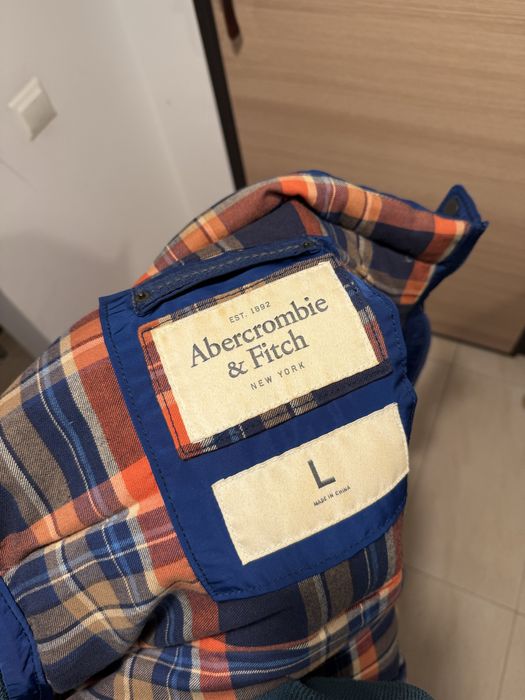 EST. 1892
Abercrombie
& Fitch
NEW YORK
L
MADE IN CHINA